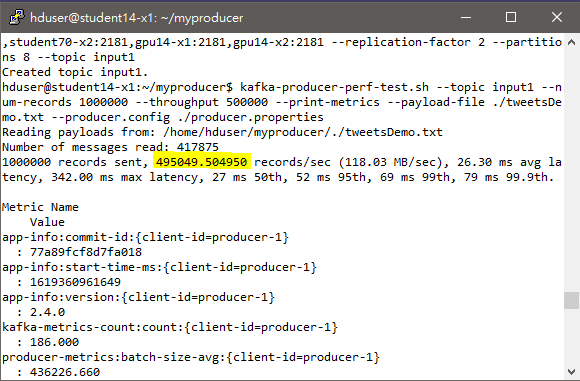 hduser@student14-x1: ~/myproducer
,student70-x2:2181,gpu14-x1:2181,gpu14-x2:2181 --replication-factor 2 --partitio
ns 8 --topic input1
Created topic input1.
hduser@student14-x1:~/myproducer$ kafka-producer-perf-test.sh --topic input1 --n
um-records 1000000 --throughput 500000 --print-metrics --payload-file ./tweetsDe
mo.txt --producer.config ./producer.properties
Reading payloads from: /home/hduser/myproducer/./tweetsDemo.txt
Number of messages read: 417875
1000000 records sent, 495049.504950 records/sec (118.03 MB/sec), 26.30 ms avg la
tency, 342.00 ms max latency, 27 ms 50th, 52 ms 95th, 69 ms 99th, 79 ms 99.9th.
Metric Name
Value
app-info:commit-id:{client-id=producer-1}
: 77a89fcf8d7fa018
app-info:start-time-ms:{client-id=producer-1}
: 1619360961649
app-info:version:{client-id=producer-1}
: 2.4.0
kafka-metrics-count:count:{client-id=producer-1}
: 186.000
producer-metrics:batch-size-avg:{client-id=producer-1}
: 436226.660